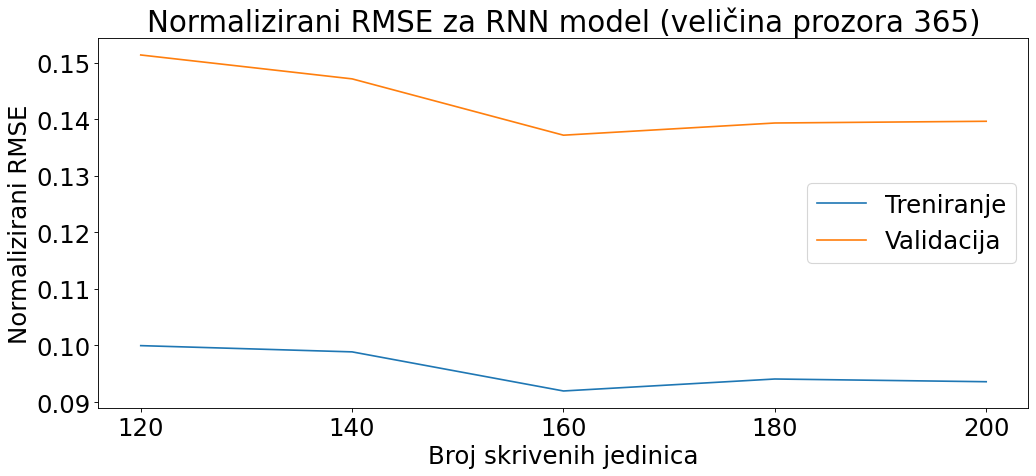 Normalizirani RMSE za RNN model (veličina prozora 365)
Normalizirani RMSE
0.15
0.14
0.13
0.12
0.11
0.10
0.09
Treniranje
Validacija
120 140 160 180 200
Broj skrivenih jedinica